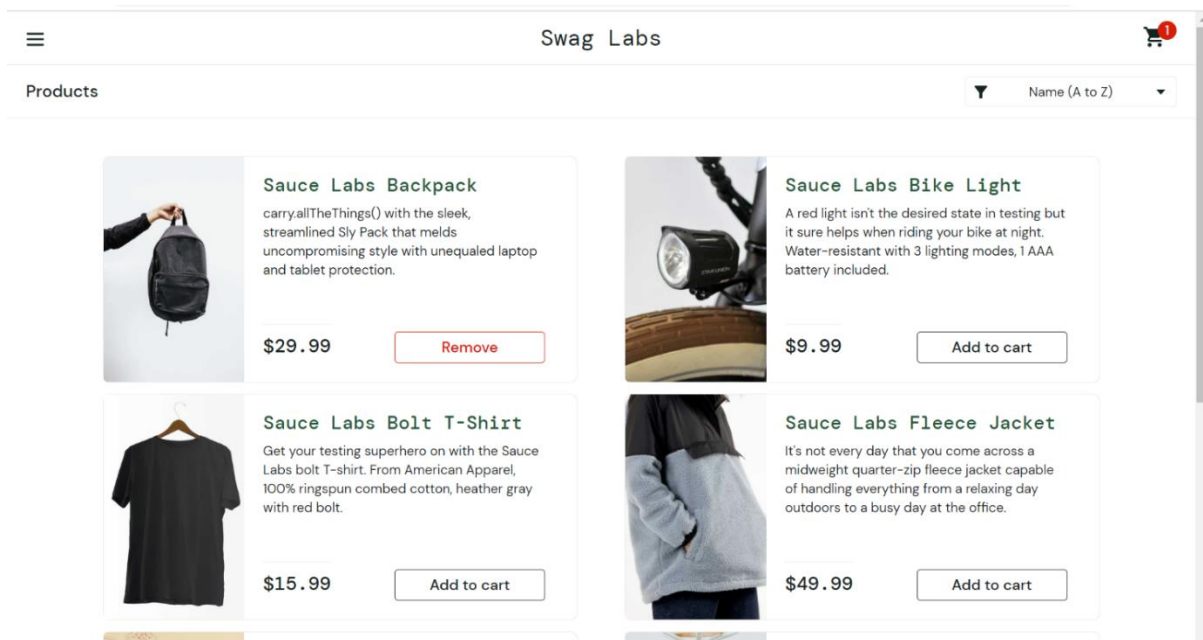 Swag Labs
1
Products
Name (A to Z)
Sauce Labs Backpack
carry.allTheThings() with the sleek,
streamlined Sly Pack that melds
uncompromising style with unequaled laptop
and tablet protection.
$29.99
Remove
Sauce Labs Bike Light
A red light isn't the desired state in testing but
it sure helps when riding your bike at night.
Water-resistant with 3 lighting modes, 1 AAA
battery included.
$9.99
Add to cart
Sauce Labs Bolt T-Shirt
Get your testing superhero on with the Sauce
Labs bolt T-shirt. From American Apparel,
100% ringspun combed cotton, heather gray
with red bolt.
$15.99
Add to cart
Sauce Labs Fleece Jacket
It's not every day that you come across a
midweight quarter-zip fleece jacket capable
of handling everything from a relaxing day
outdoors to a busy day at the office.
$49.99
Add to cart